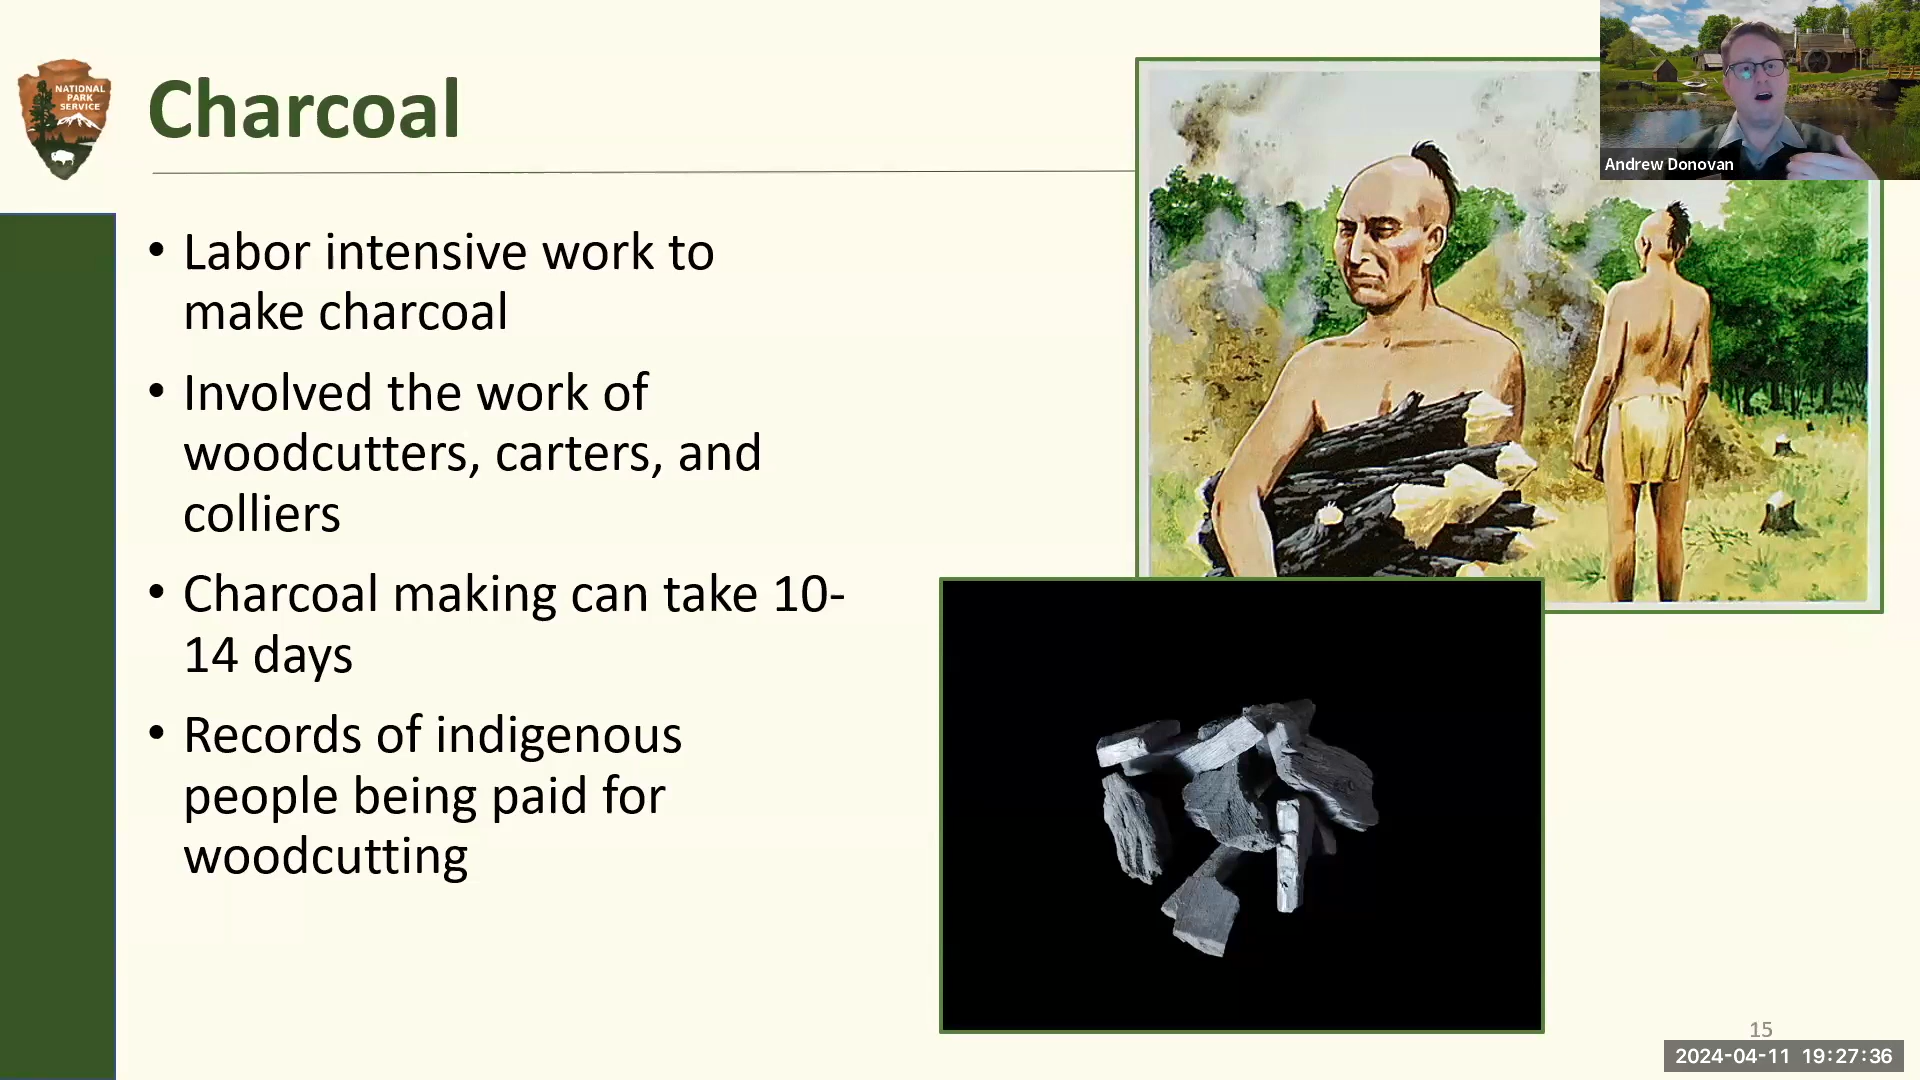 NATIONAL
PARK
SERVICE
Charcoal
Andrew Donovan
• Labor intensive work to
make charcoal
• Involved the work of
woodcutters, carters, and
colliers
• Charcoal making can take 10-
14 days
• Records of indigenous
people being paid for
woodcutting
15
2024-04-11 19:27:36